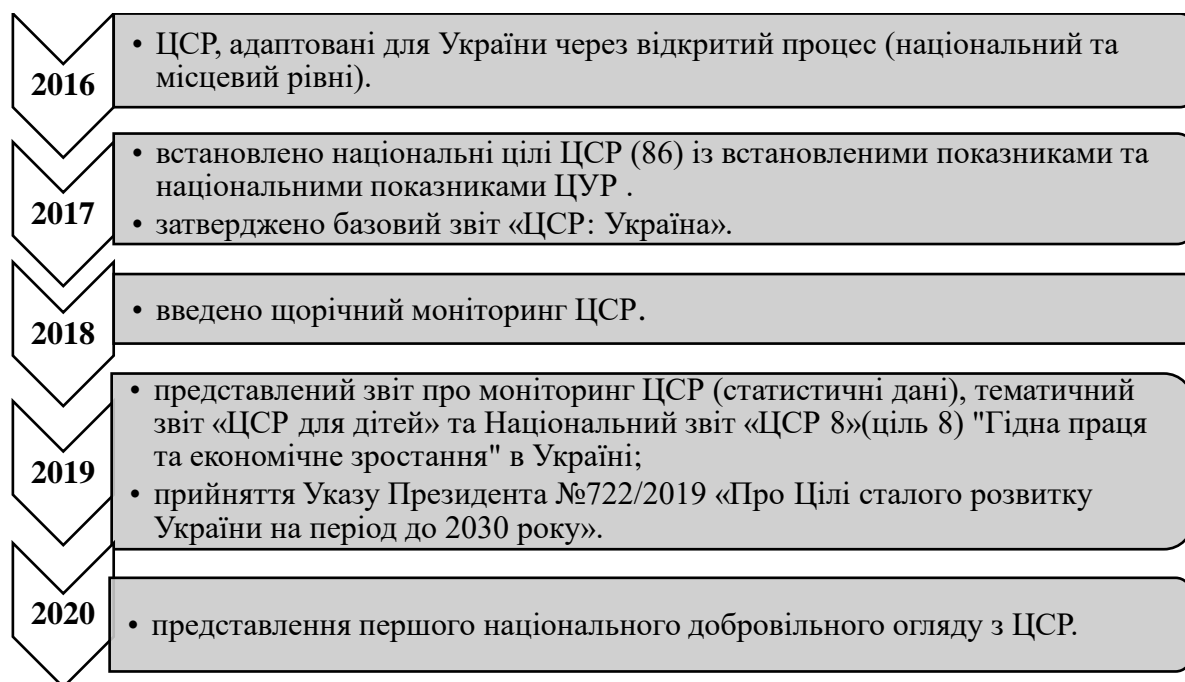 2016
• ЦСР, адаптовані для України через відкритий процес (національний та
місцевий рівні).
2017
• встановлено національні цілі ЦСР (86) із встановленими показниками та
національними показниками ЦУР .
• затверджено базовий звіт «ЦСР: Україна».
2018
• введено щорічний моніторинг ЦСР.
2019
• представлений звіт про моніторинг ЦСР (статистичні дані), тематичний
звіт «ЦСР для дітей» та Національний звіт «ЦСР 8»(ціль 8) "Гідна праця
та економічне зростання" в Україні;
• прийняття Указу Президента №722/2019 «Про Цілі сталого розвитку
України на період до 2030 року».
2020
• представлення першого національного добровільного огляду з ЦСР.